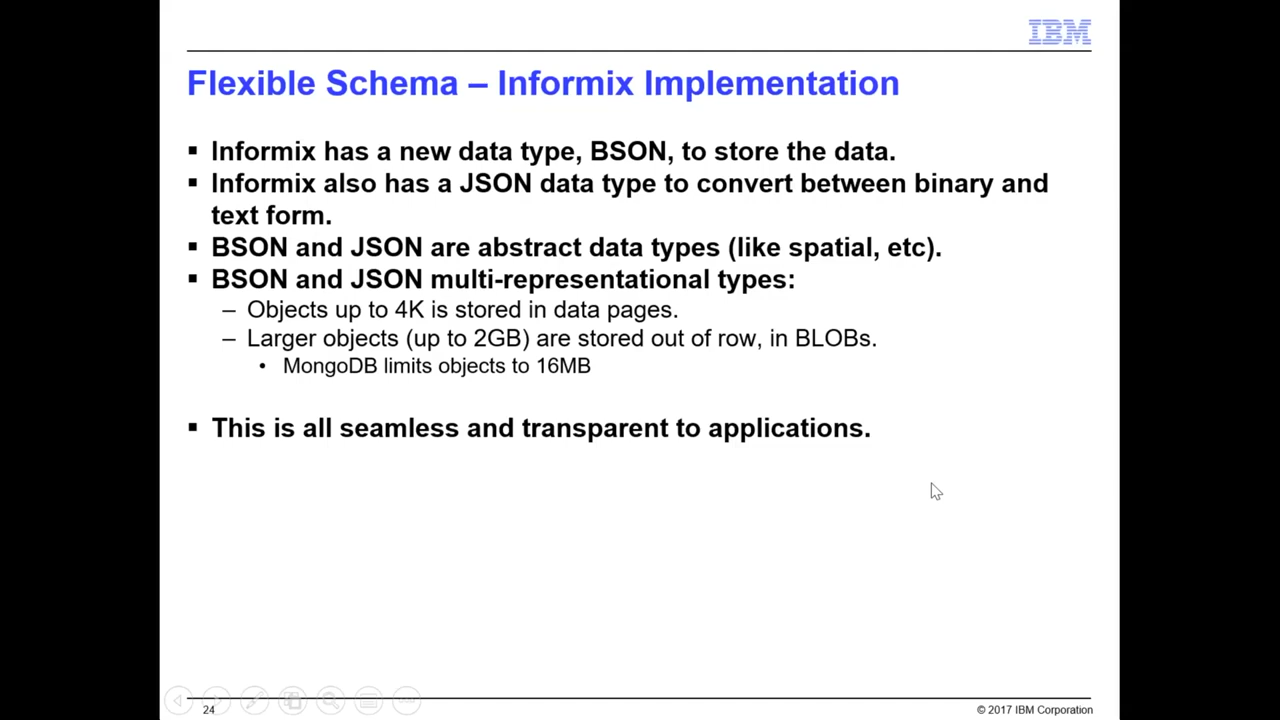 IBM
Flexible Schema – Informix Implementation
▪ Informix has a new data type, BSON, to store the data.
▪ Informix also has a JSON data type to convert between binary and
text form.
▪ BSON and JSON are abstract data types (like spatial, etc).
▪ BSON and JSON multi-representational types:
– Objects up to 4K is stored in data pages.
– Larger objects (up to 2GB) are stored out of row, in BLOBs.
• MongoDB limits objects to 16MB
▪ This is all seamless and transparent to applications.
24
© 2017 IBM Corporation